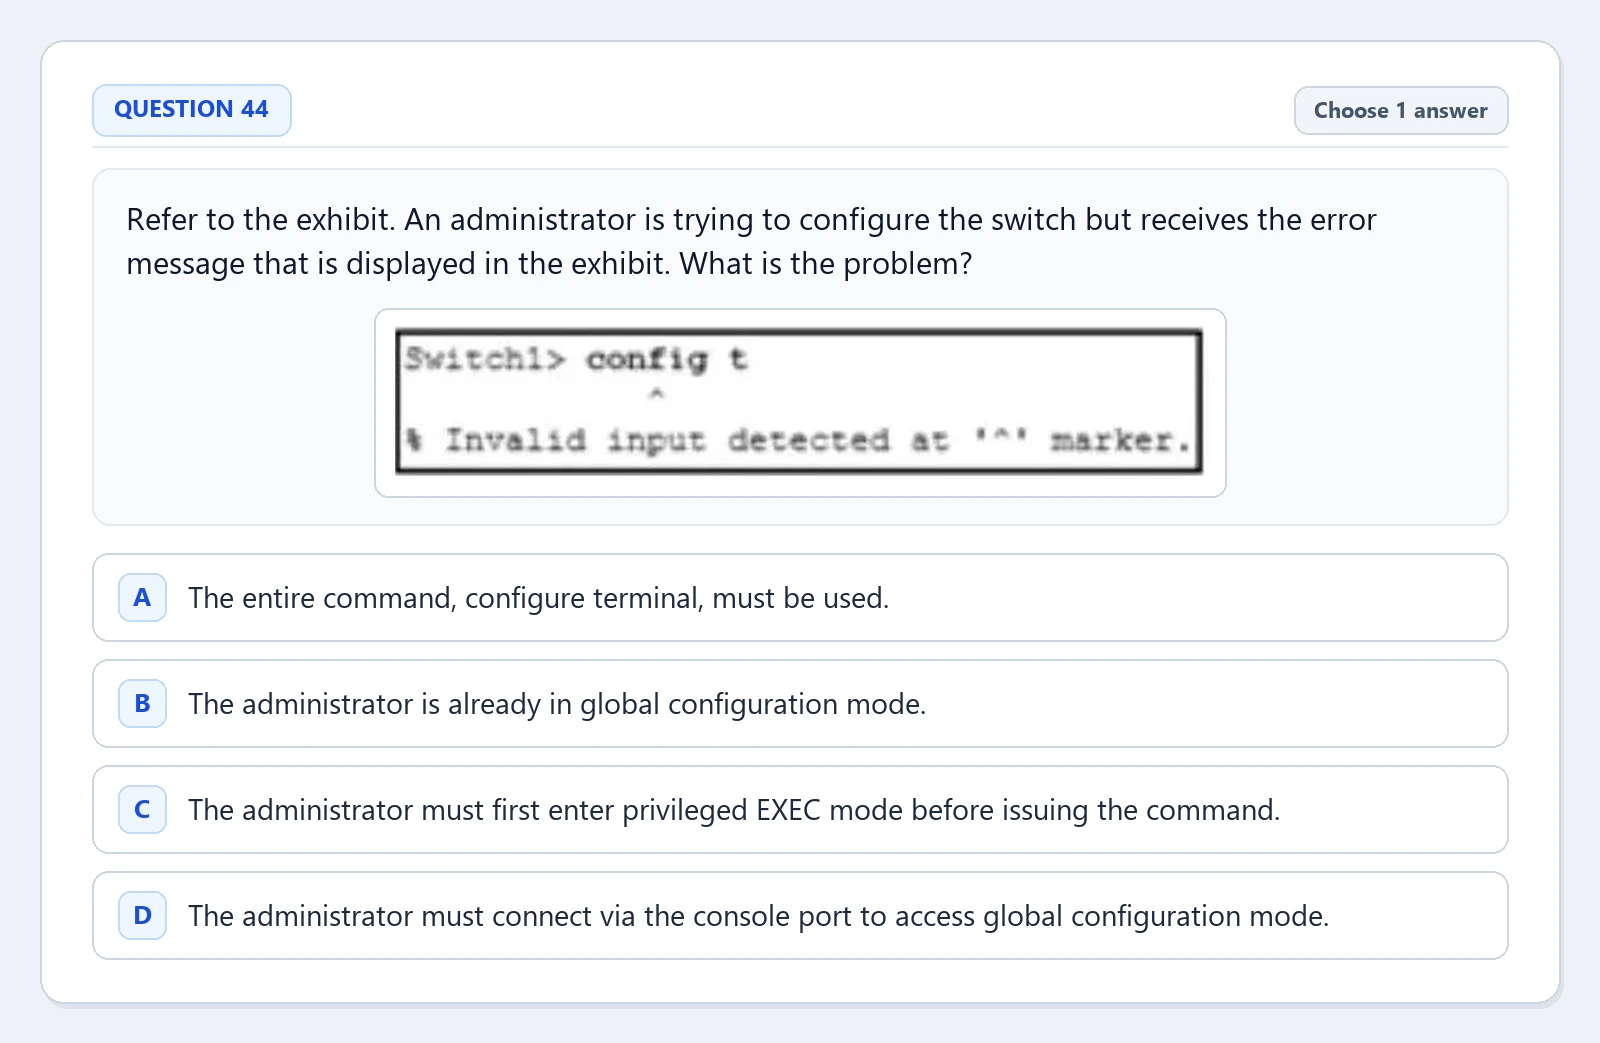 QUESTION 44
Choose 1 answer
Refer to the exhibit. An administrator is trying to configure the switch but receives the error
message that is displayed in the exhibit. What is the problem?
Switch1> config t
^
% Invalid input detected at '^' marker.
A The entire command, configure terminal, must be used.
B The administrator is already in global configuration mode.
C The administrator must first enter privileged EXEC mode before issuing the command.
D The administrator must connect via the console port to access global configuration mode.